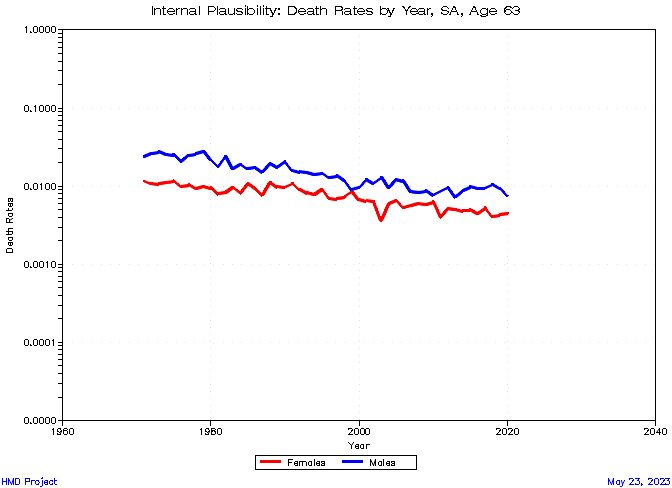 Internal Plausibility: Death Rates by Year, SA, Age 63
1.0000
0.1000
0.0100
0.0010
0.0001
0.0000
Death Rates
1960
1980
2000
2020
2040
Year
Females
Males
HMD Project
May 23, 2023